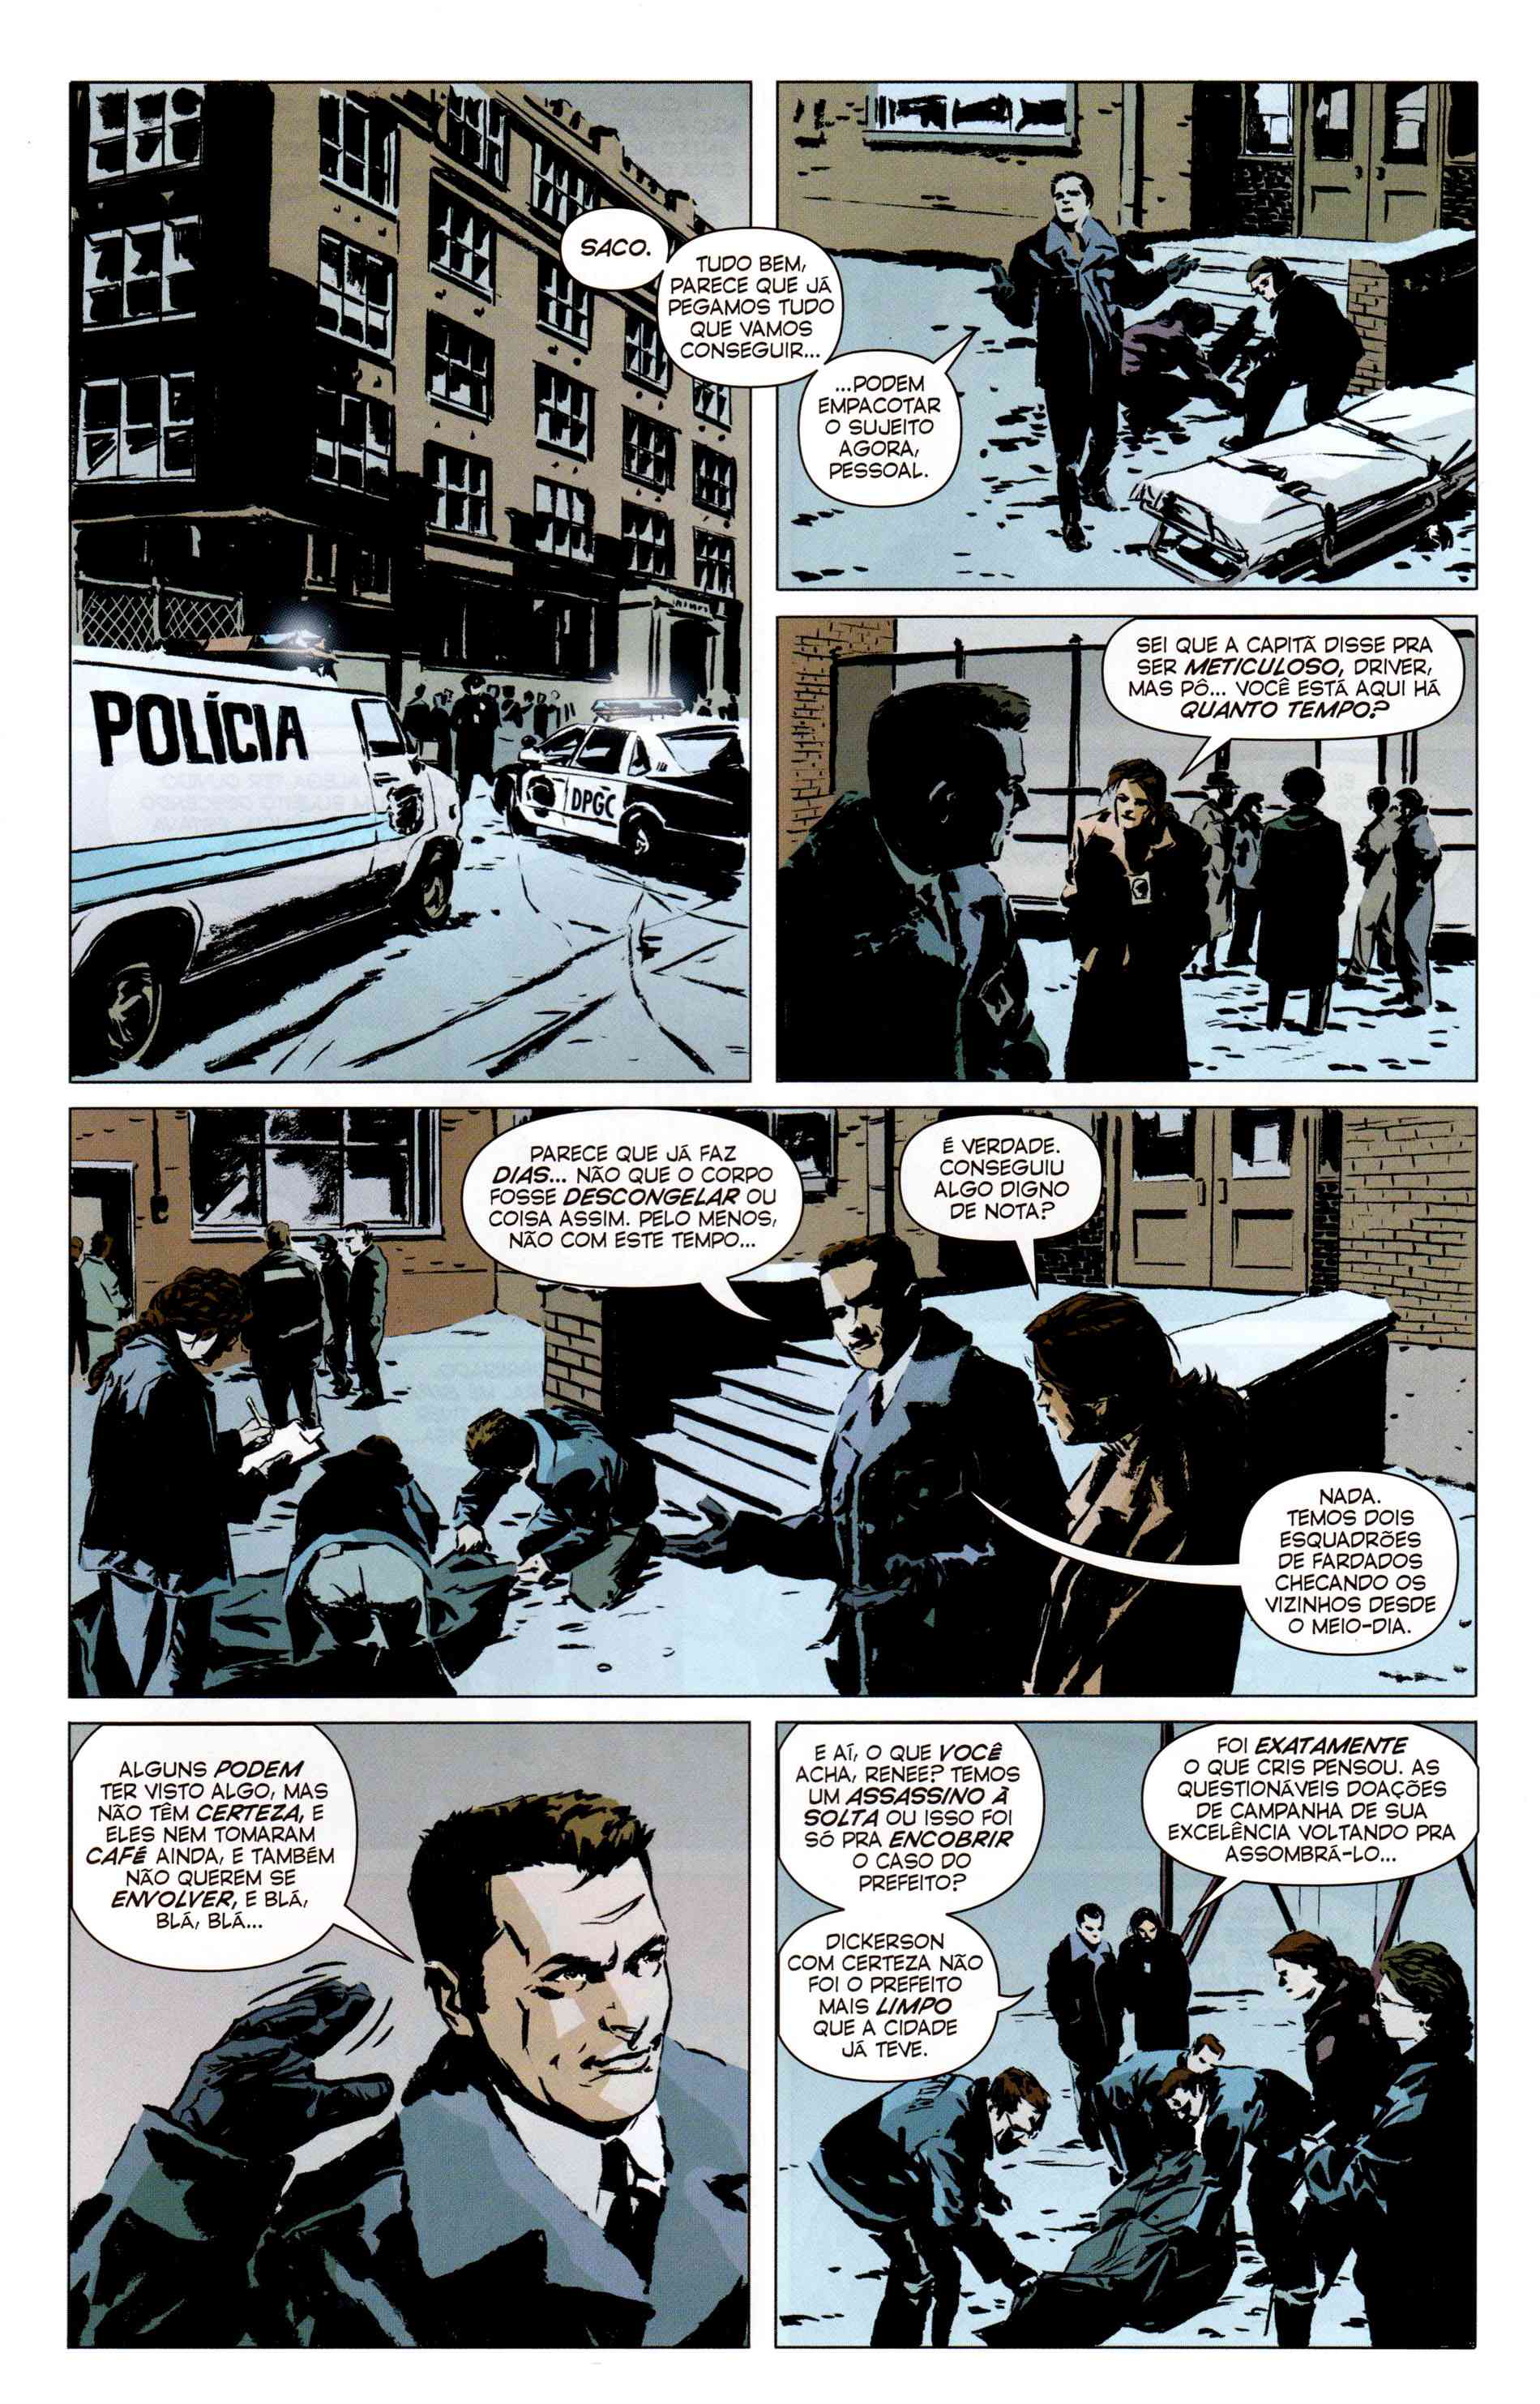 SACO.
TUDO BEM,
PARECE QUE JÁ
PEGAMOS TUDO
QUE VAMOS
CONSEGUIR...
...PODEM
EMPACOTAR
O SUJEITO
AGORA,
PESSOAL.
POLÍCIA
DPGC
SEI QUE A CAPITÃ DISSE PRA
SER METICULOSO, DRIVER,
MAS PÔ... VOCÊ ESTÁ AQUI HÁ
QUANTO TEMPO?
PARECE QUE JÁ FAZ
DIAS... NÃO QUE O CORPO
FOSSE DESCONGELAR OU
COISA ASSIM. PELO MENOS,
NÃO COM ESTE TEMPO...
É VERDADE.
CONSEGUIU
ALGO DIGNO
DE NOTA?
NADA.
TEMOS DOIS
ESQUADRÕES
DE FARDADOS
CHECANDO OS
VIZINHOS DESDE
O MEIO-DIA.
ALGUNS PODEM
TER VISTO ALGO, MAS
NÃO TÊM CERTEZA, E
ELES NEM TOMARAM
CAFÉ AINDA, E TAMBÉM
NÃO QUEREM SE
ENVOLVER, E BLÁ,
BLÁ, BLÁ...
E AÍ, O QUE VOCÊ
ACHA, RENEE? TEMOS
UM ASSASSINO À
SOLTA OU ISSO FOI
SÓ PRA ENCOBRIR
O CASO DO
PREFEITO?
DICKERSON
COM CERTEZA NÃO
FOI O PREFEITO
MAIS LIMPO
QUE A CIDADE
JÁ TEVE.
FOI EXATAMENTE
O QUE CRIS PENSOU. AS
QUESTIONÁVEIS DOAÇÕES
DE CAMPANHA DE SUA
EXCELÊNCIA VOLTANDO PRA
ASSOMBRÁ-LO...